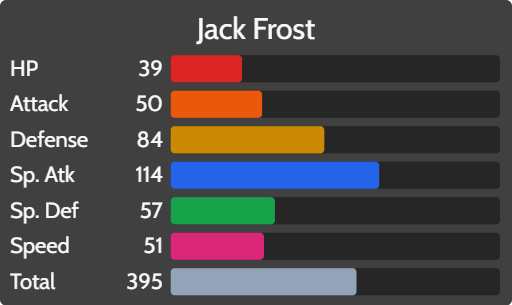 Jack Frost
HP 39
Attack 50
Defense 84
Sp. Atk 114
Sp. Def 57
Speed 51
Total 395